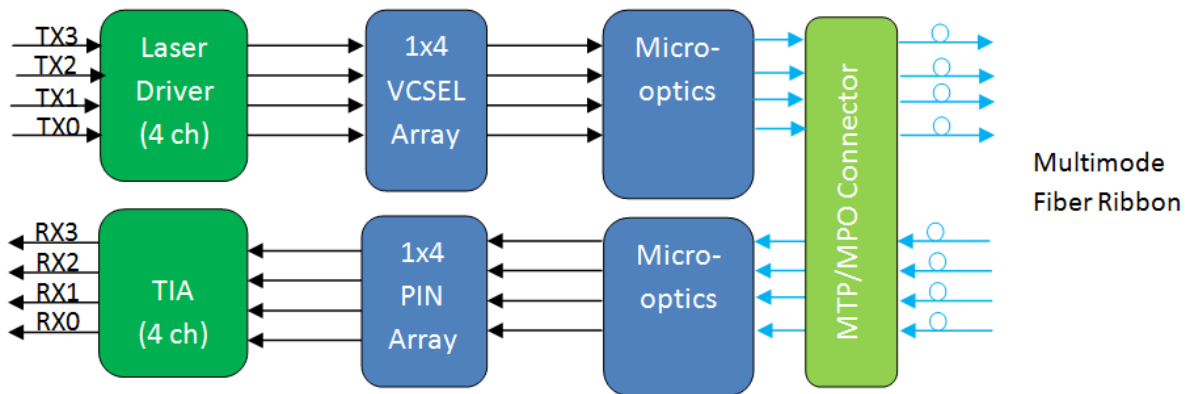 TX3
TX2
TX1
TX0
Laser
Driver
(4 ch)
1x4
VCSEL
Array
Micro-
optics
MTP/MPO Connector
Multimode
Fiber Ribbon
RX3
RX2
RX1
RX0
TIA
(4 ch)
1x4
PIN
Array
Micro-
optics